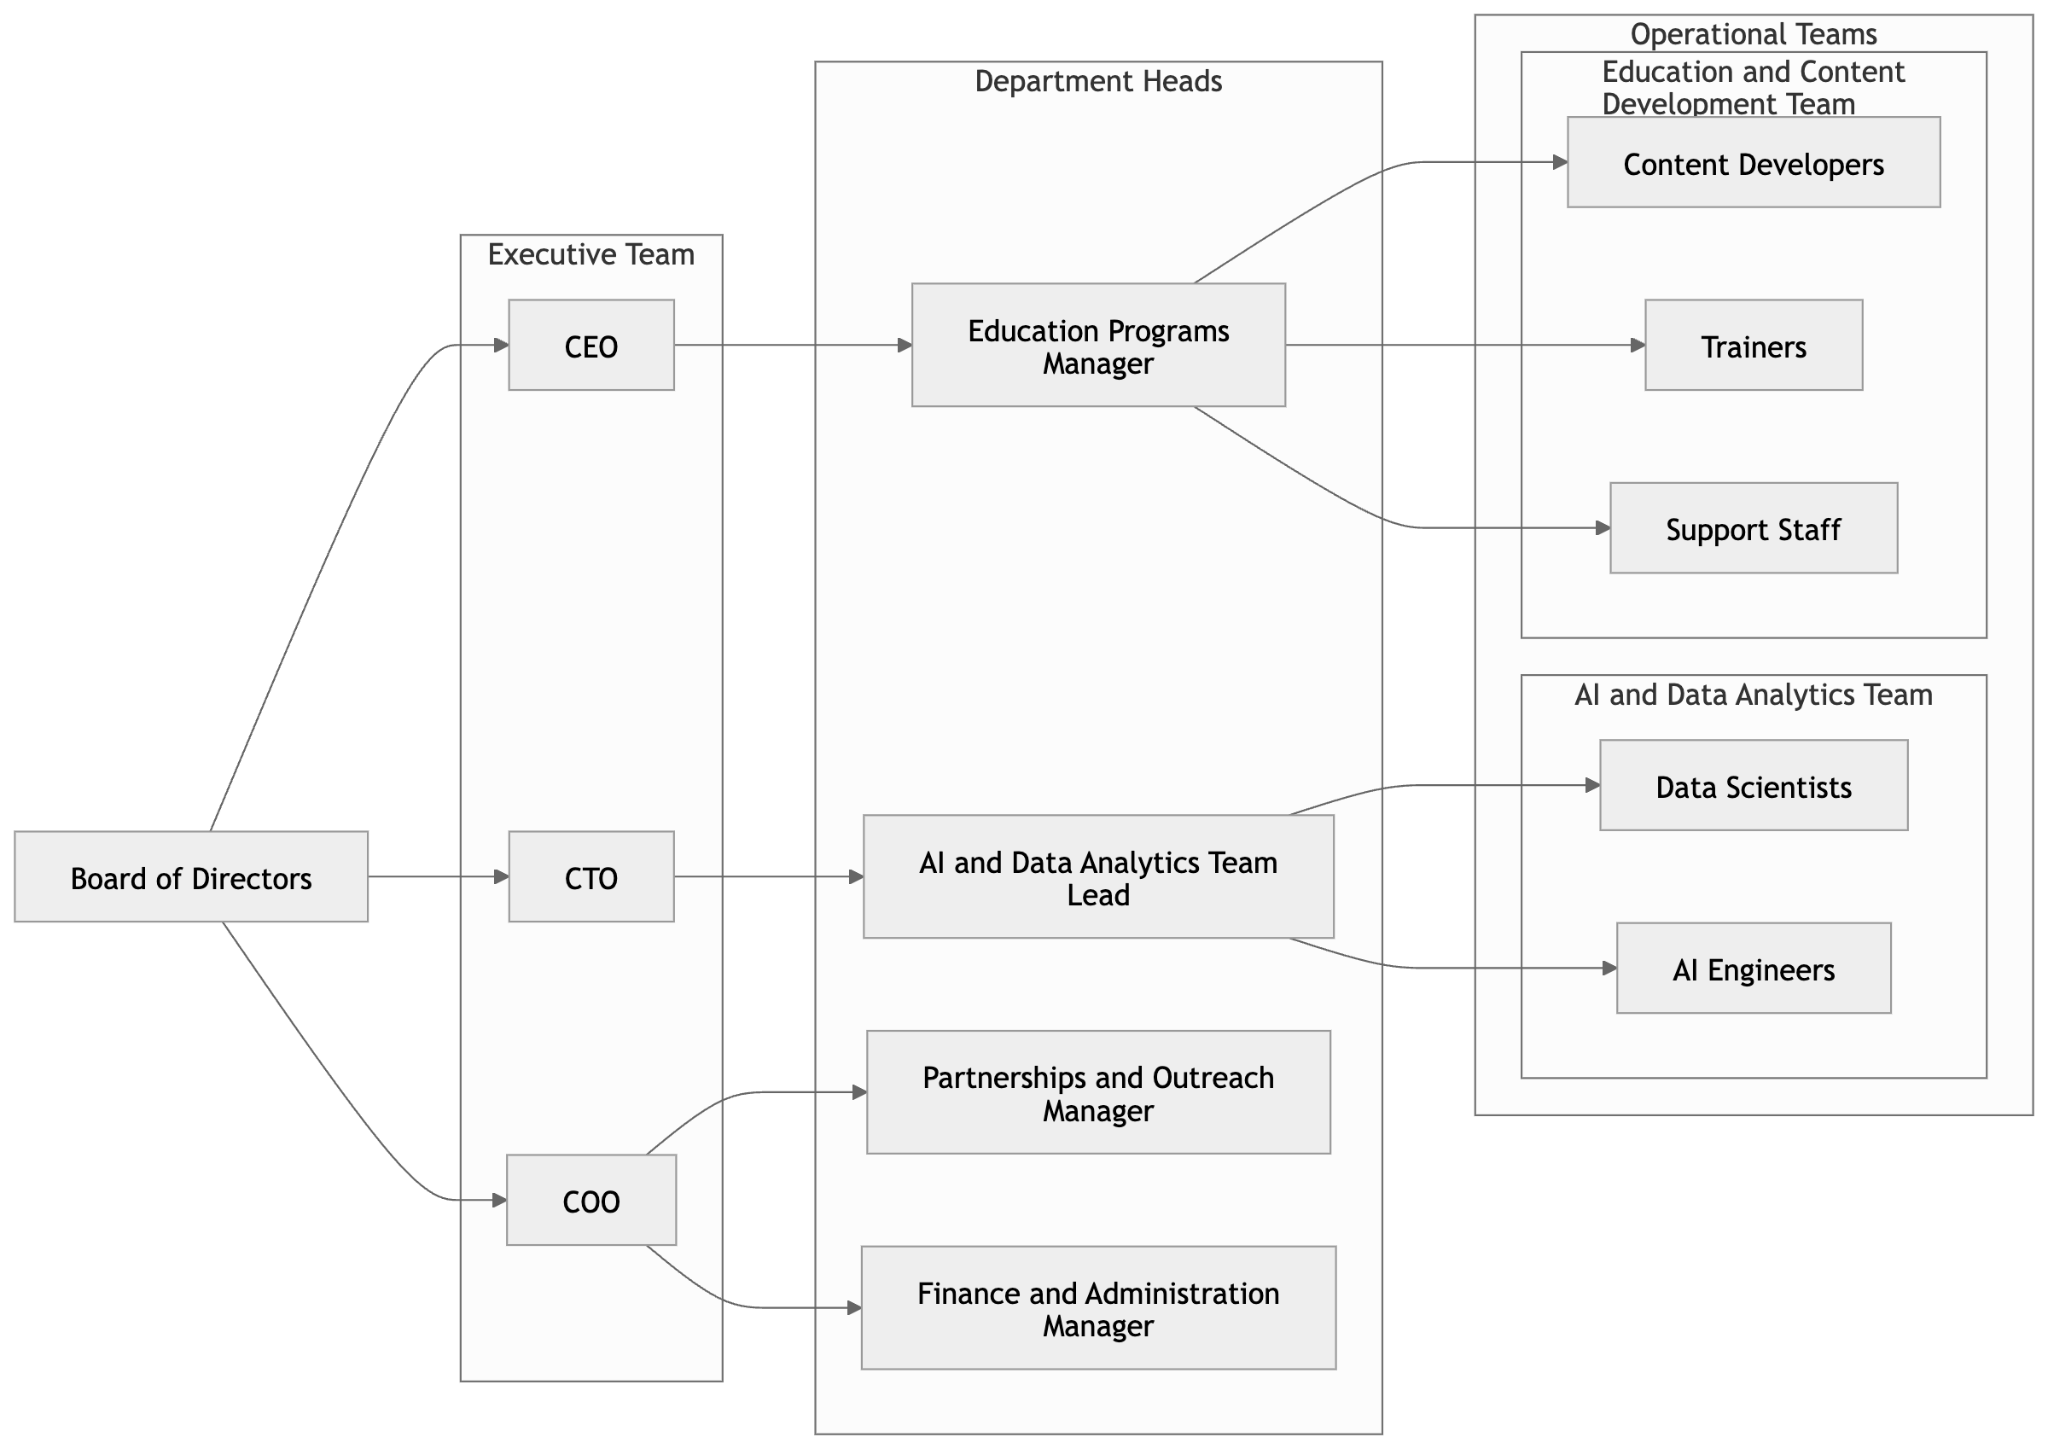 Board of Directors
Executive Team
CEO
CTO
COO
Department Heads
Education Programs
Manager
AI and Data Analytics Team
Lead
Partnerships and Outreach
Manager
Finance and Administration
Manager
Operational Teams
Education and Content
Development Team
Content Developers
Trainers
Support Staff
AI and Data Analytics Team
Data Scientists
AI Engineers